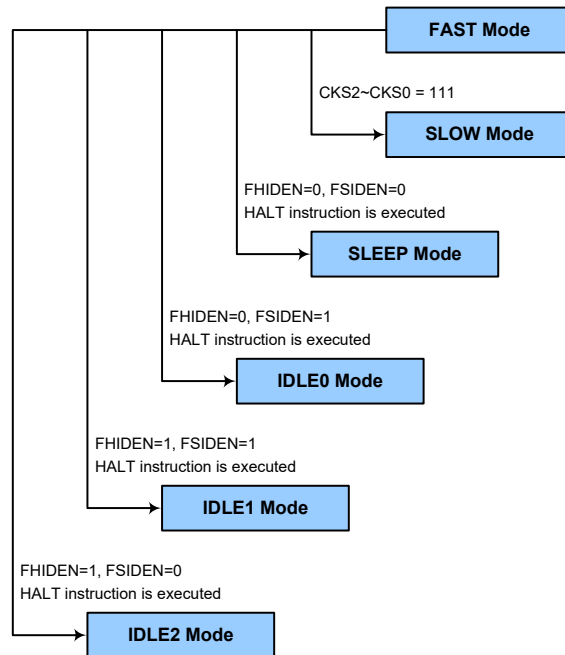 FAST Mode
CKS2~CKS0 = 111
SLOW Mode
FHIDEN=0, FSIDEN=0
HALT instruction is executed
SLEEP Mode
FHIDEN=0, FSIDEN=1
HALT instruction is executed
IDLE0 Mode
FHIDEN=1, FSIDEN=1
HALT instruction is executed
IDLE1 Mode
FHIDEN=1, FSIDEN=0
HALT instruction is executed
IDLE2 Mode